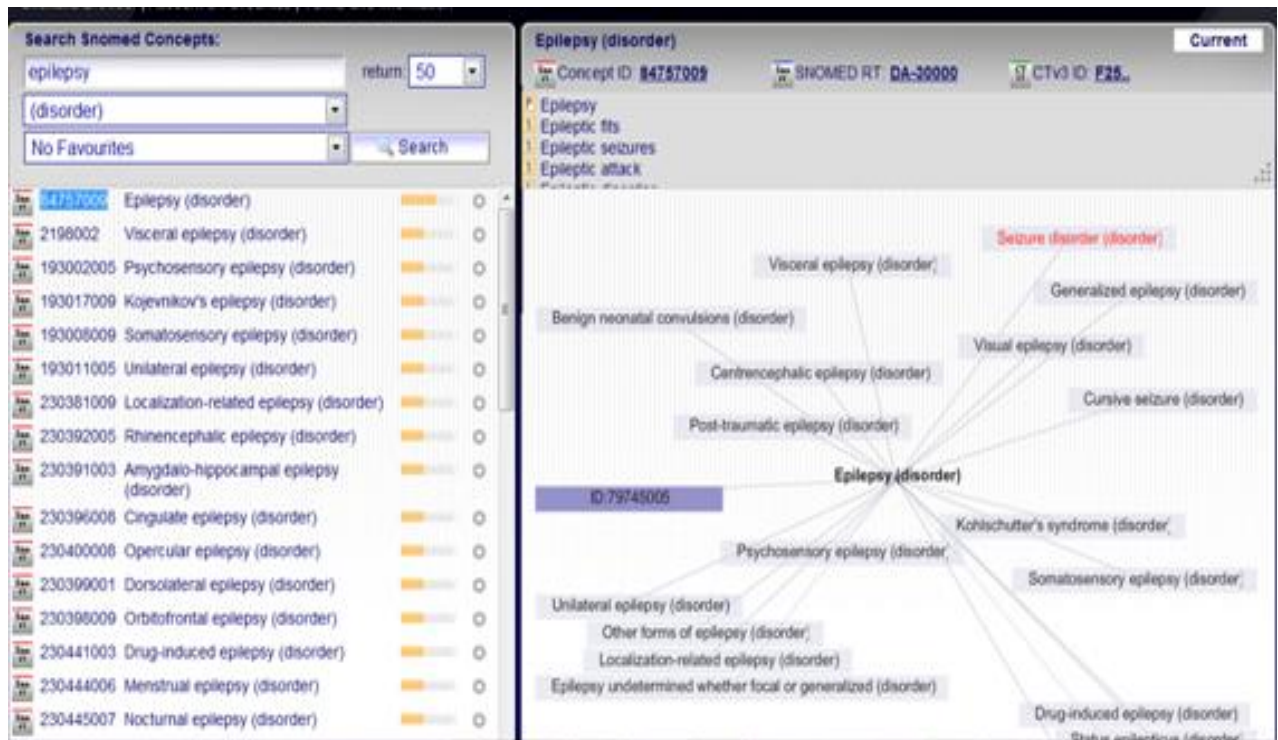 Search Snomed Concepts:
epilepsy
return: 50
(disorder)
No Favourites
Search
84757009 Epilepsy (disorder)
2198002 Visceral epilepsy (disorder)
193002005 Psychosensory epilepsy (disorder)
193017009 Kojevnikov's epilepsy (disorder)
193008009 Somatosensory epilepsy (disorder)
193011005 Unilateral epilepsy (disorder)
230381009 Localization-related epilepsy (disorder)
230392005 Rhinencephalic epilepsy (disorder)
230391003 Amygdalo-hippocampal epilepsy
(disorder)
230396008 Cingulate epilepsy (disorder)
230400008 Opercular epilepsy (disorder)
230399001 Dorsolateral epilepsy (disorder)
230398009 Orbitofrontal epilepsy (disorder)
230441003 Drug-induced epilepsy (disorder)
230444006 Menstrual epilepsy (disorder)
230445007 Nocturnal epilepsy (disorder)
Epilepsy (disorder)
Current
Concept ID: 84757009
SNOMED RT: DA-30000
CTv3 ID: F25..
Epilepsy
Epileptic fits
Epileptic seizures
Epileptic attack
Seizure disorder (disorder)
Visceral epilepsy (disorder)
Generalized epilepsy (disorder)
Benign neonatal convulsions (disorder)
Visual epilepsy (disorder)
Centrencephalic epilepsy (disorder)
Cursive seizure (disorder)
Post-traumatic epilepsy (disorder)
Epilepsy (disorder)
ID:79745005
Kohlschutter's syndrome (disorder)
Psychosensory epilepsy (disorder)
Somatosensory epilepsy (disorder)
Unilateral epilepsy (disorder)
Other forms of epilepsy (disorder)
Localization-related epilepsy (disorder)
Epilepsy undetermined whether focal or generalized (disorder)
Drug-induced epilepsy (disorder)
Status epilepticus (disorder)